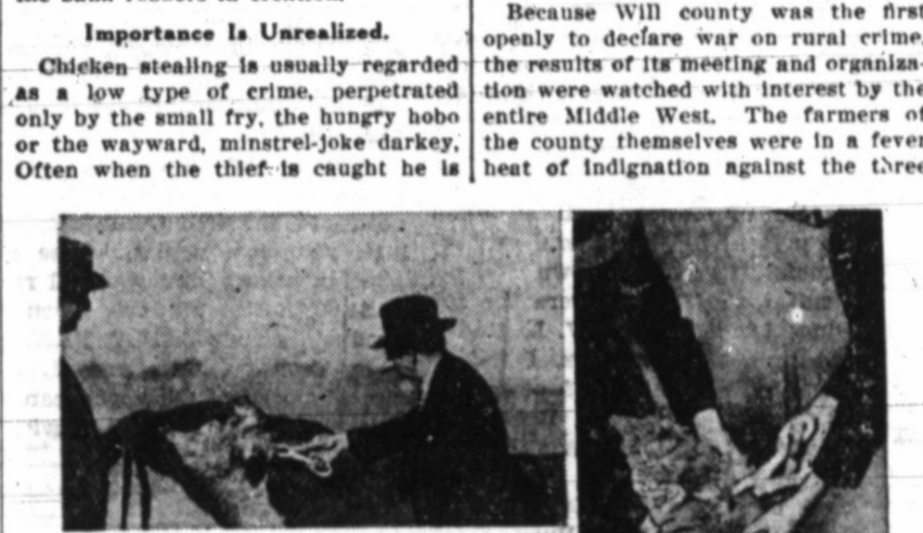 Importance Is Unrealized.
Chicken stealing is usually regarded
as a low type of crime, perpetrated
only by the small fry, the hungry hobo
or the wayward, minstrel-joke darkey.
Often when the thief is caught he is
Because Will county was the first
openly to declare war on rural crime,
the results of its meeting and organiza-
tion were watched with interest by the
entire Middle West. The farmers of
the county themselves were in a fever
heat of indignation against the three